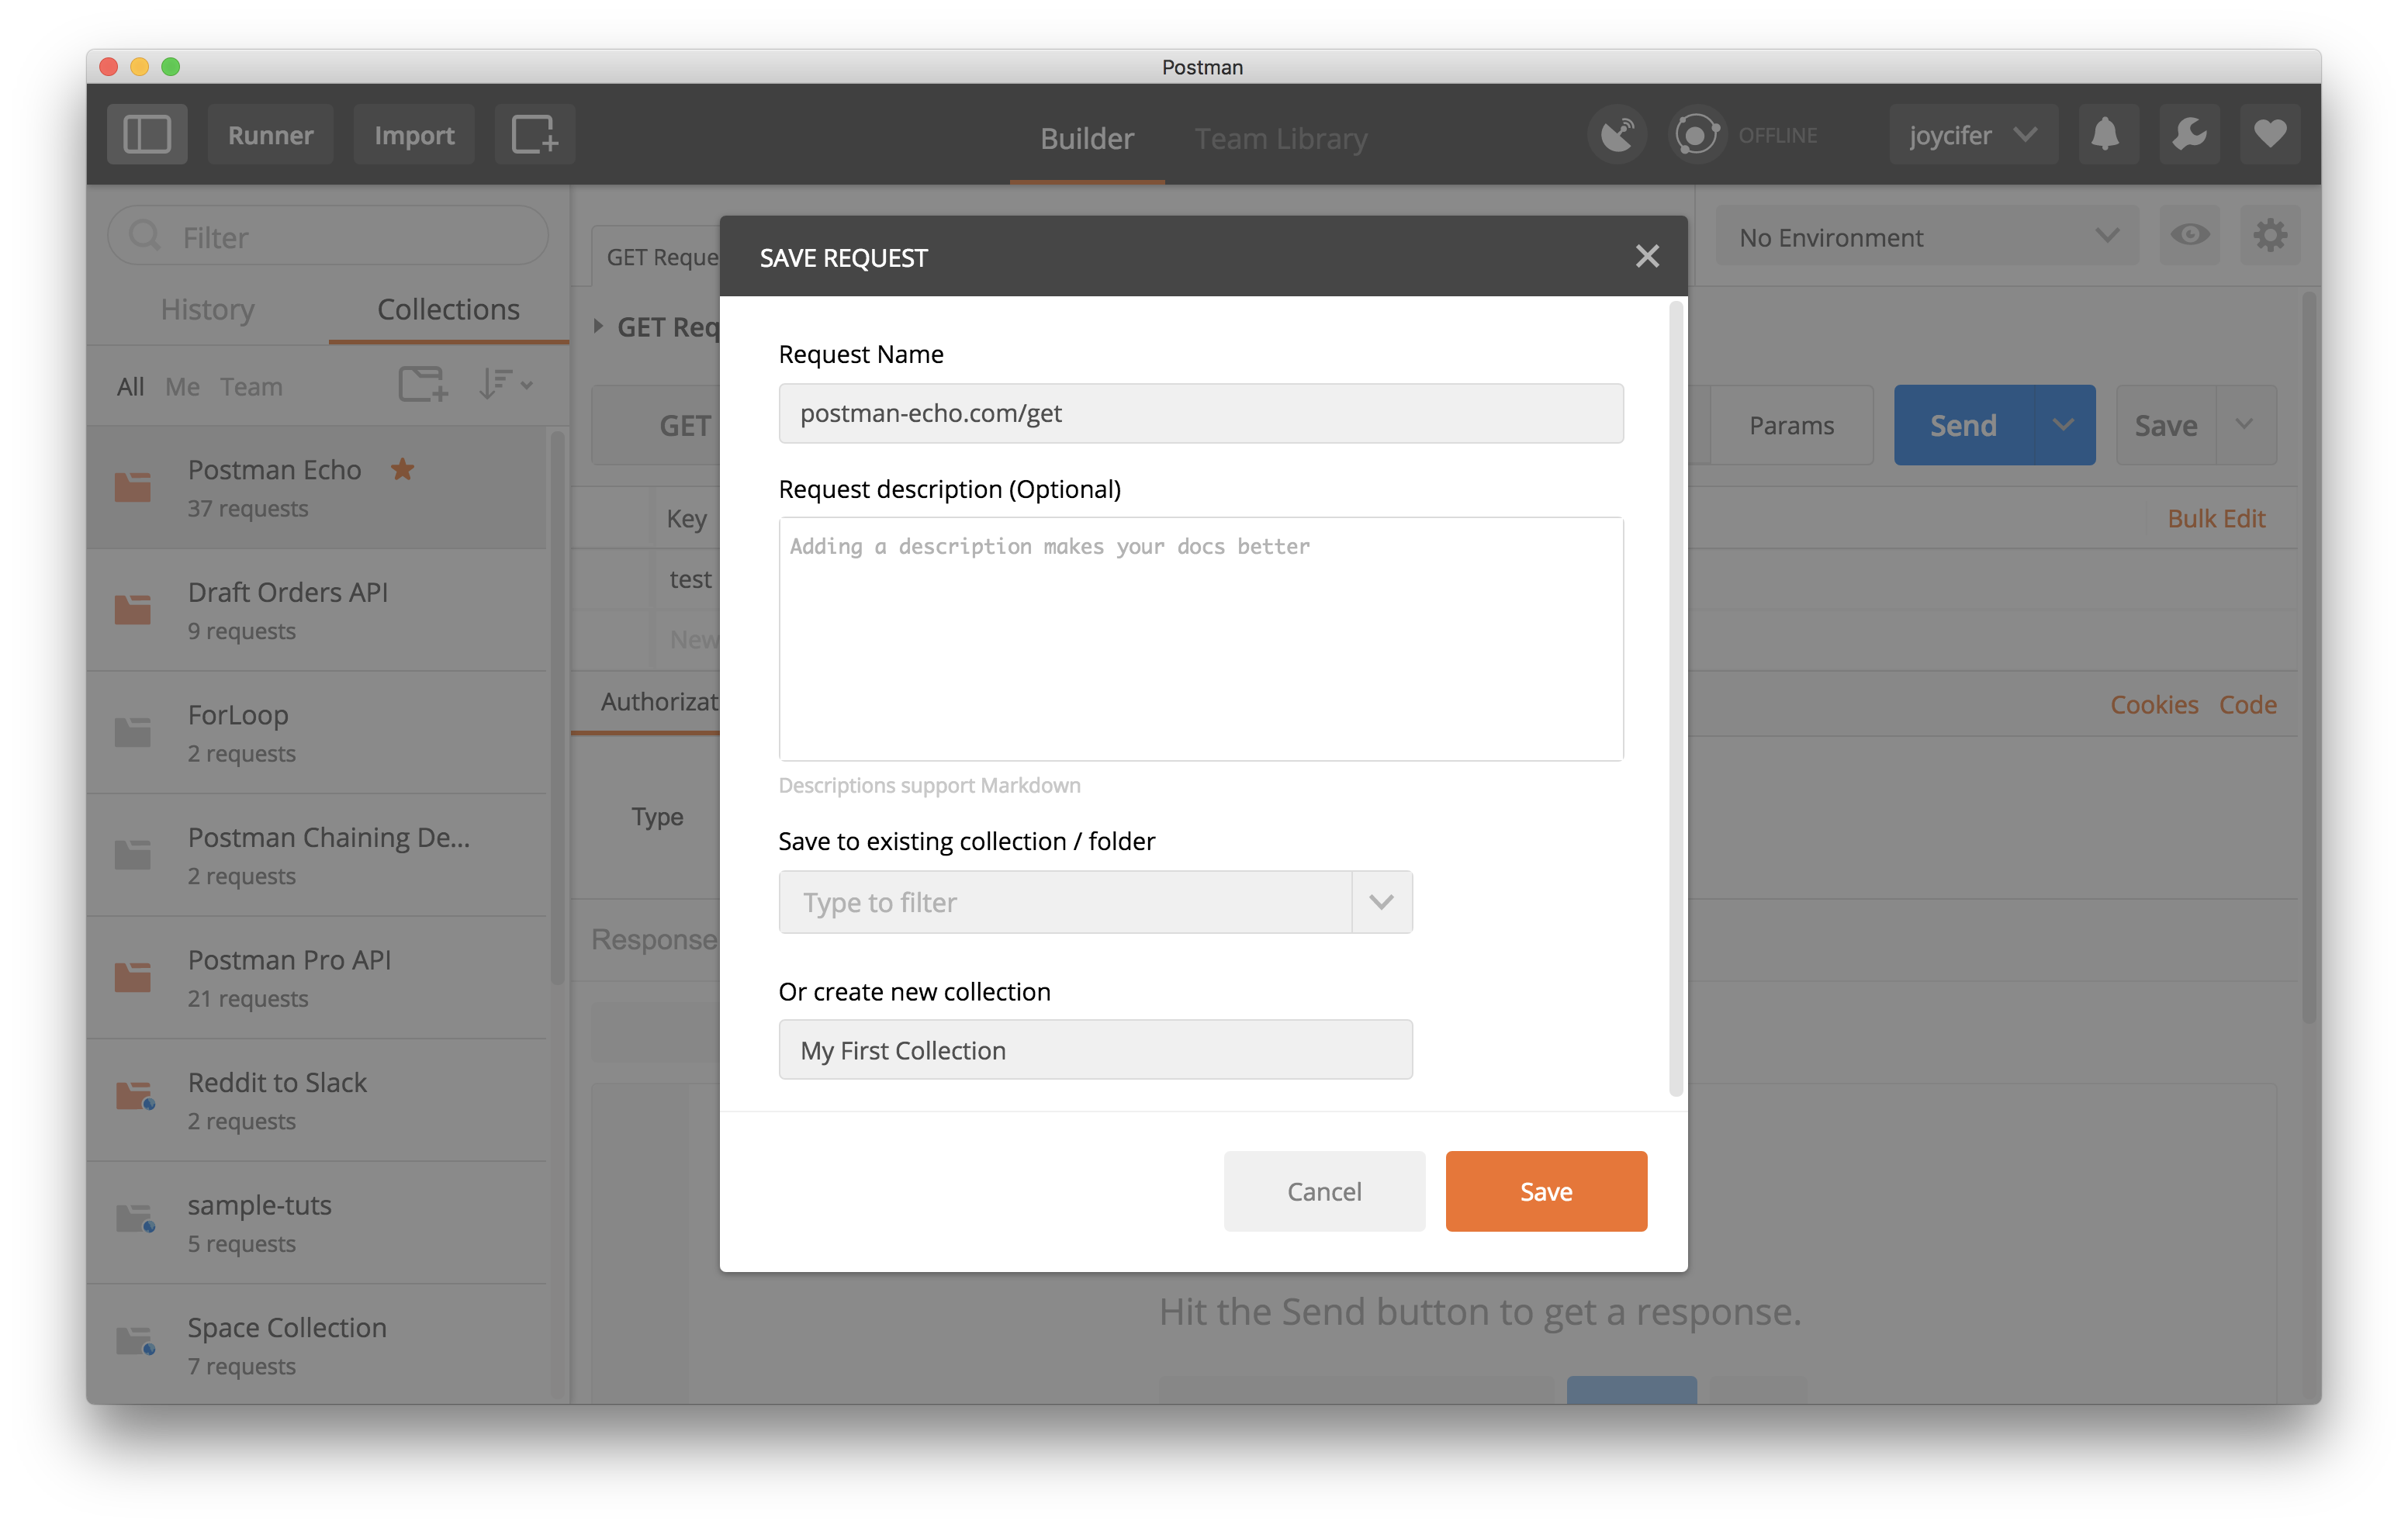 Postman
Runner
Import
Builder
Team Library
OFFLINE
joycifer
Filter
History
Collections
All
Me
Team
Postman Echo
37 requests
Draft Orders API
9 requests
ForLoop
2 requests
Postman Chaining De...
2 requests
Postman Pro API
21 requests
Reddit to Slack
2 requests
sample-tuts
5 requests
Space Collection
7 requests
GET Reque
No Environment
GET Req
GET
Params
Send
Save
Key
Bulk Edit
test
New
Authorizat
Cookies
Code
Type
Response
SAVE REQUEST
Request Name
postman-echo.com/get
Request description (Optional)
Adding a description makes your docs better
Descriptions support Markdown
Save to existing collection / folder
Type to filter
Or create new collection
My First Collection
Cancel
Save
Hit the Send button to get a response.